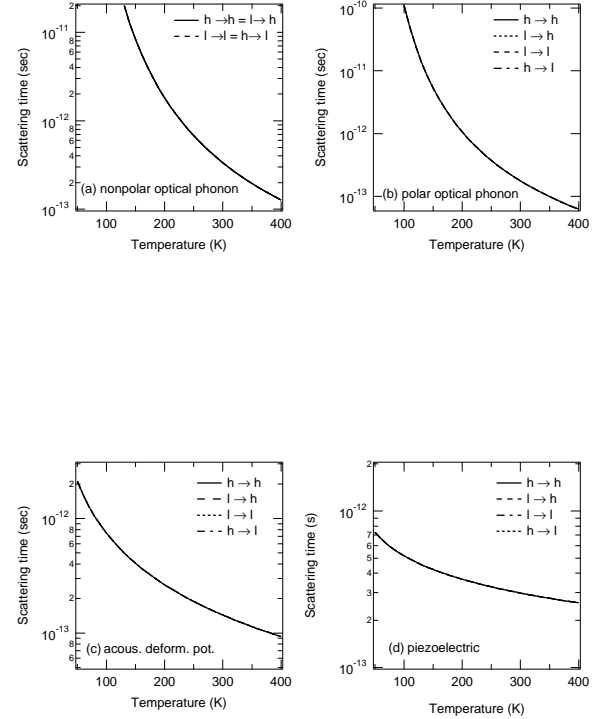 h → h = l → h
l → l = h → l
Scattering time (sec)
2
10-11
8
6
4
2
10-12
8
6
4
2
10-13
(a) nonpolar optical phonon
100 200 300 400
Temperature (K)
h → h
l → h
l → l
h → l
Scattering time (sec)
10-10
10-11
10-12
10-13
(b) polar optical phonon
100 200 300 400
Temperature (K)
h → h
l → h
l → l
h → l
Scattering time (sec)
2
10-12
8
6
4
2
10-13
8
6
(c) acous. deform. pot.
100 200 300 400
Temperature (K)
h → h
l → h
l → l
h → l
Scattering time (s)
2
10-12
8
7
6
5
4
3
2
10-13
(d) piezoelectric
100 200 300 400
Temperature (K)